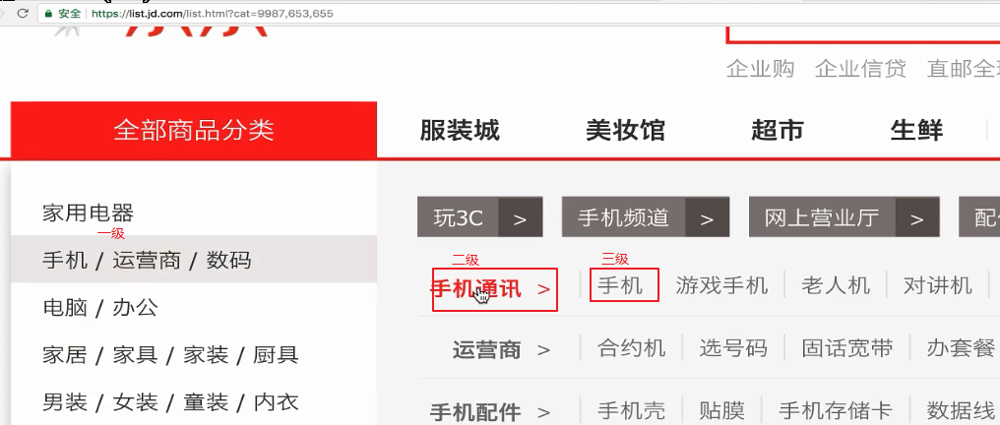 安全 https://list.jd.com/list.html?cat=9987,653,655
企业购 企业信贷 直邮全
全部商品分类 服装城 美妆馆 超市 生鲜
家用电器
玩3C > 手机频道 > 网上营业厅 >
一级
手机 / 运营商 / 数码
二级 三级
手机通讯 > 手机 游戏手机 老人机 对讲机
电脑 / 办公
运营商 > 合约机 选号码 固话宽带 办套餐
家居 / 家具 / 家装 / 厨具
男装 / 女装 / 童装 / 内衣
手机配件 > 手机壳 贴膜 手机存储卡 数据线